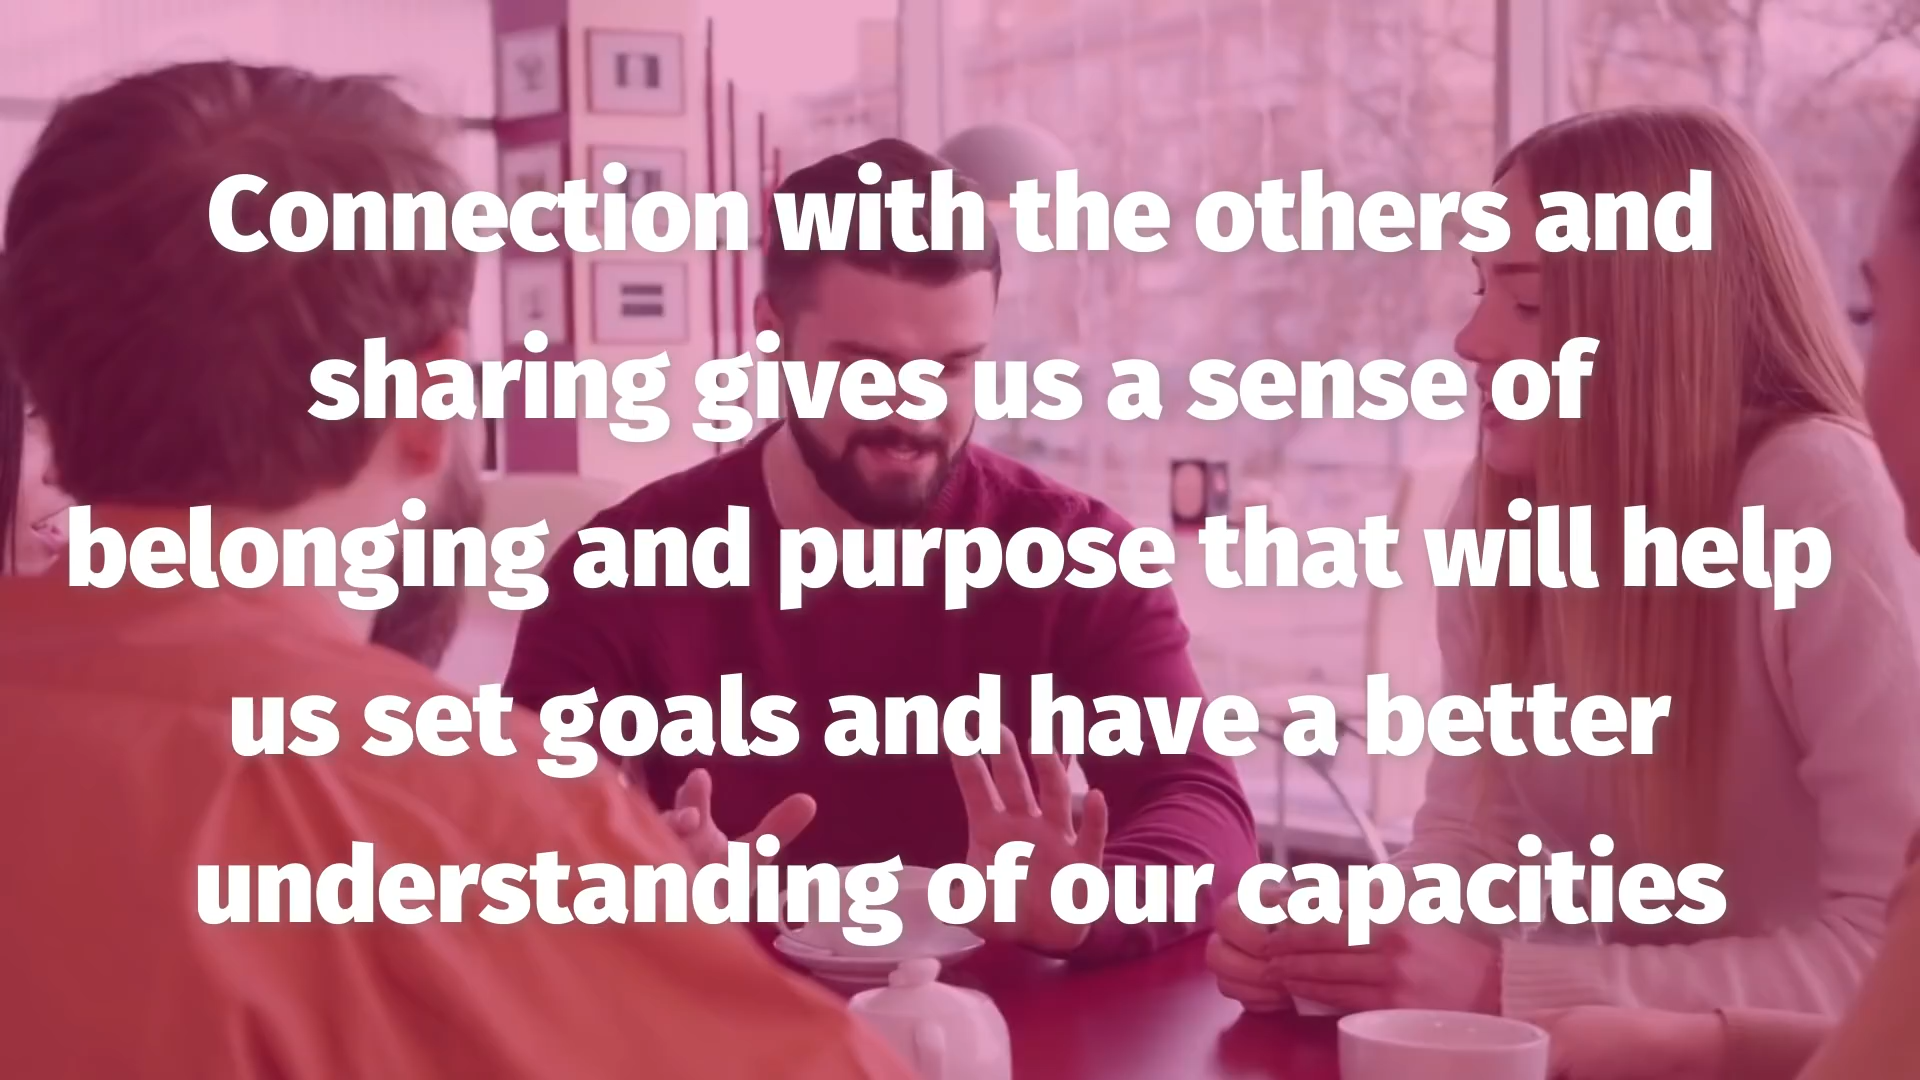 Connection with the others and
sharing gives us a sense of
belonging and purpose that will help
us set goals and have a better
understanding of our capacities